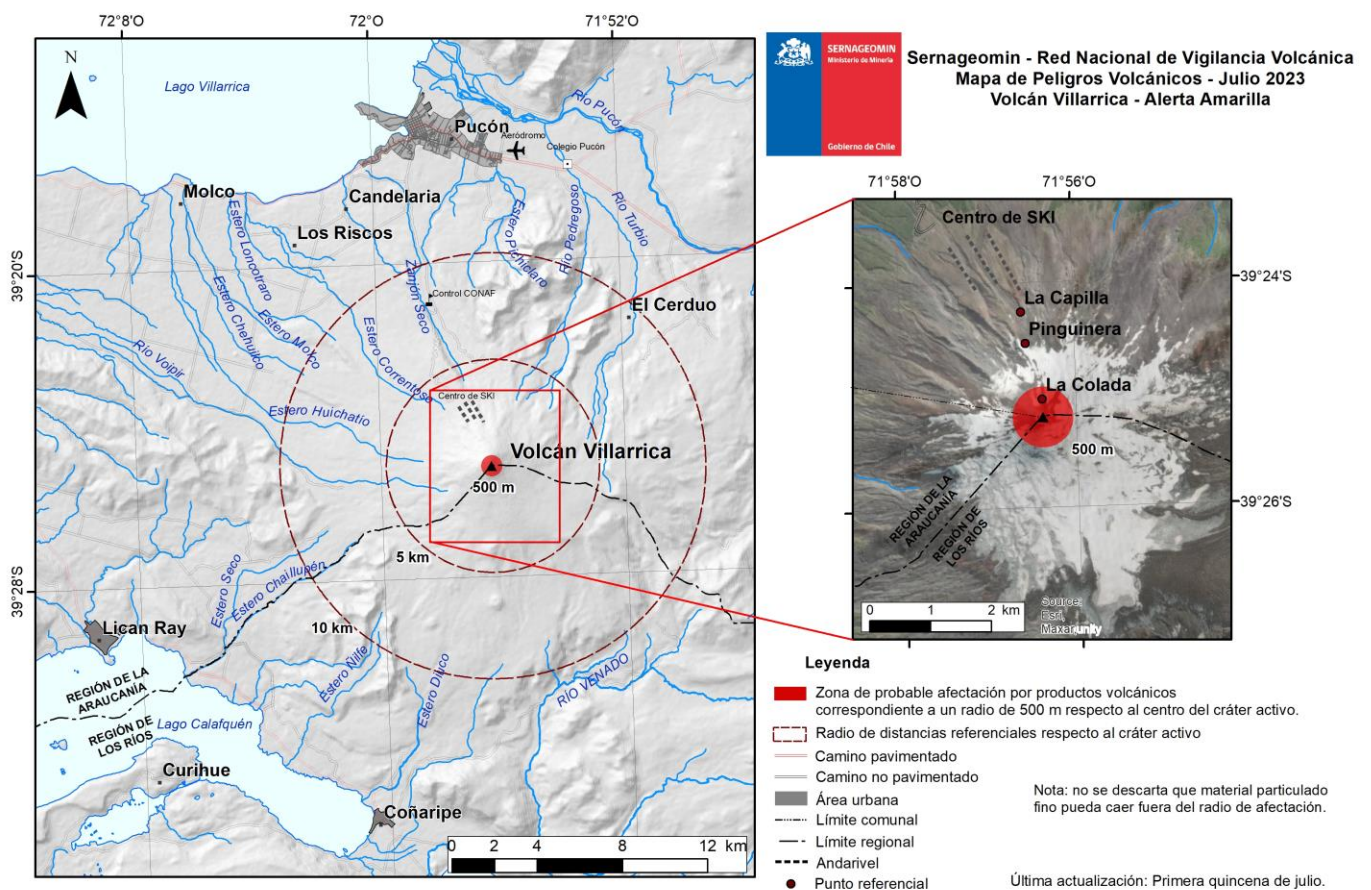 72°8'O
72°O
71°52'O
N
Lago Villarrica
Río Pucón
Pucón
Aeródromo
Colegio Pucón
Molco
Candelaria
Los Riscos
Estero Loncotraro
Estero Pichiclaro
Río Pedregoso
Río Turbio
39°20'S
Zanjón Seco
Control CONAF
El Cerduo
Estero Chehuilco
Estero Molco
Estero Correntoso
Río Voipir
Estero Huichatio
Centro de SKI
Volcán Villarrica
500 m
5 km
Estero Seco
Estero Chaillupén
39°28'S
10 km
Lican Ray
Estero Ñilfe
Estero Diuco
RÍO VENADO
REGIÓN DE LA
ARAUCANÍA
REGIÓN DE
LOS RÍOS
Lago Calafquén
Curihue
Coñaripe
0 2 4 8 12 km
SERNAGEOMIN
Ministerio de Minería
Gobierno de Chile
Sernageomin - Red Nacional de Vigilancia Volcánica
Mapa de Peligros Volcánicos - Julio 2023
Volcán Villarrica - Alerta Amarilla
71°58'O
71°56'O
Centro de SKI
39°24'S
La Capilla
Pinguinera
La Colada
500 m
39°26'S
REGIÓN DE LA
ARAUCANÍA
REGIÓN DE
LOS RÍOS
0 1 2 km
Source:
Esri,
Maxar,unity
Leyenda
Zona de probable afectación por productos volcánicos
correspondiente a un radio de 500 m respecto al centro del cráter activo.
Radio de distancias referenciales respecto al cráter activo
Camino pavimentado
Camino no pavimentado
Área urbana
Límite comunal
Límite regional
Andarivel
Punto referencial
Nota: no se descarta que material particulado
fino pueda caer fuera del radio de afectación.
Última actualización: Primera quincena de julio.